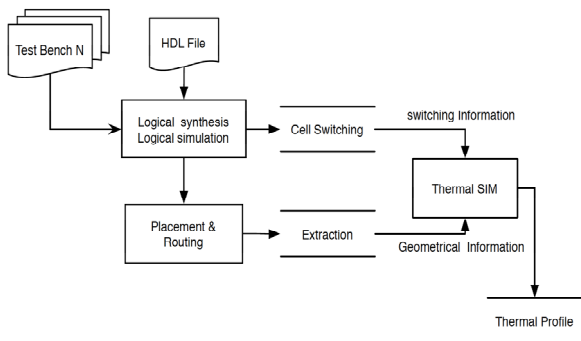 Test Bench N
HDL File
Logical synthesis
Logical simulation
Cell Switching
switching Information
Thermal SIM
Placement &
Routing
Extraction
Geometrical Information
Thermal Profile